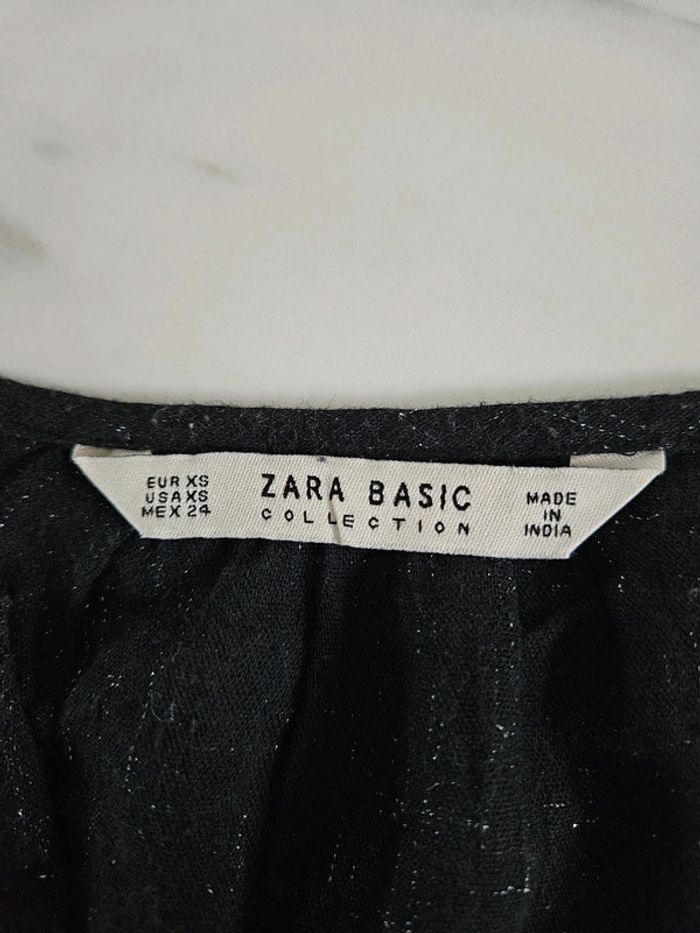 EUR XS
USA XS
MEX 24
ZARA BASIC
COLLECTION
MADE
IN
INDIA